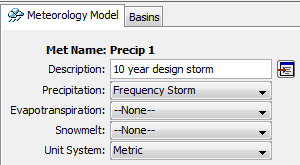 Meteorology Model Basins
Met Name: Precip 1
Description: 10 year design storm
Precipitation: Frequency Storm
Evapotranspiration: --None--
Snowmelt: --None--
Unit System: Metric